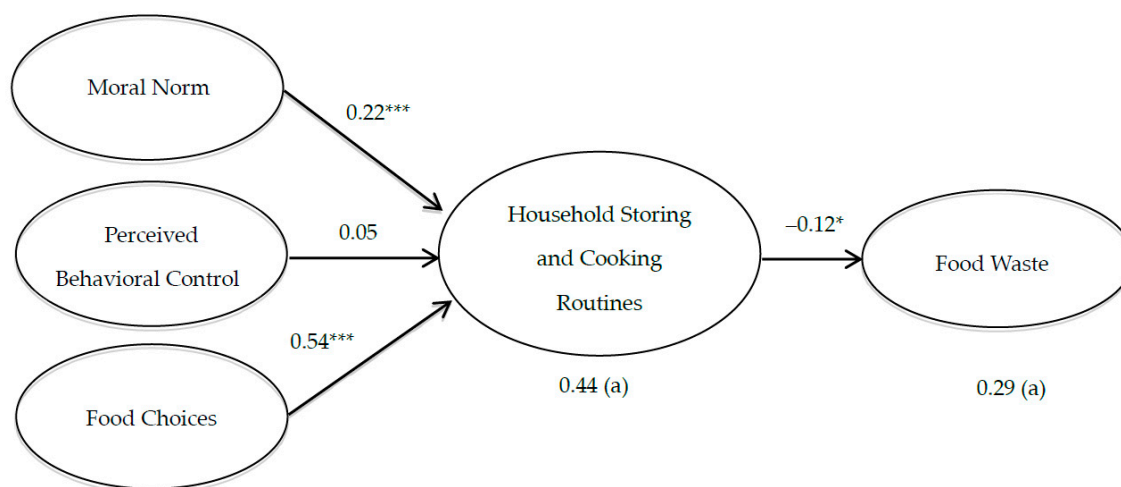 Moral Norm
0.22***
Perceived
Behavioral Control
0.05
Food Choices
0.54***
Household Storing
and Cooking
Routines
0.44 (a)
–0.12*
Food Waste
0.29 (a)